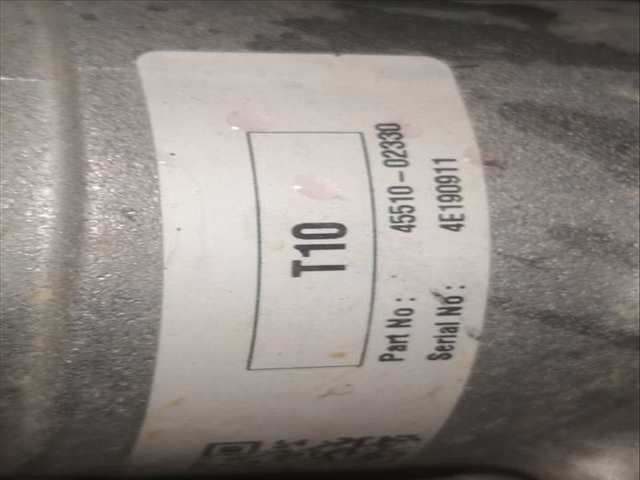 T10
Part No : 45510-02330
Serial No : 4E190911